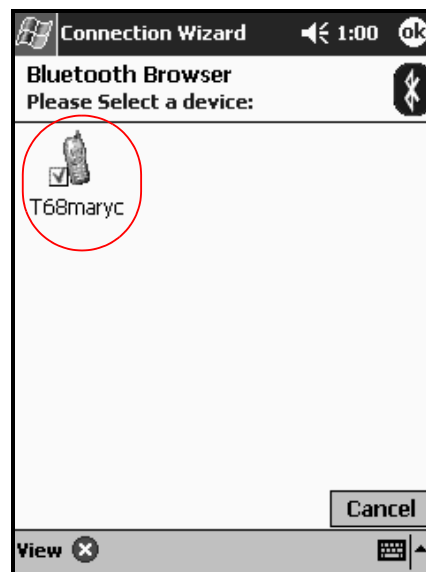 Connection Wizard 1:00 ok
Bluetooth Browser
Please Select a device:
T68maryc
Cancel
View